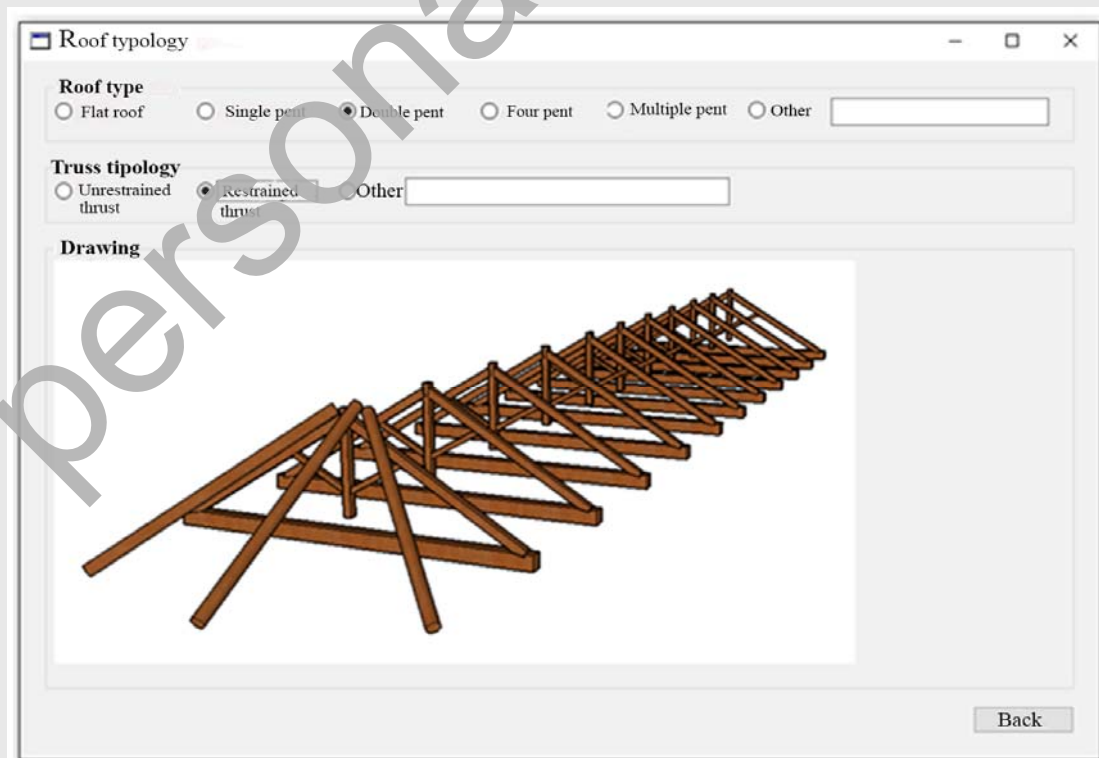 Roof typology
Roof type
Flat roof Single pent Double pent Four pent Multiple pent Other
Truss tipology
Unrestrained thrust Restrained thrust Other
Drawing
Back
persona